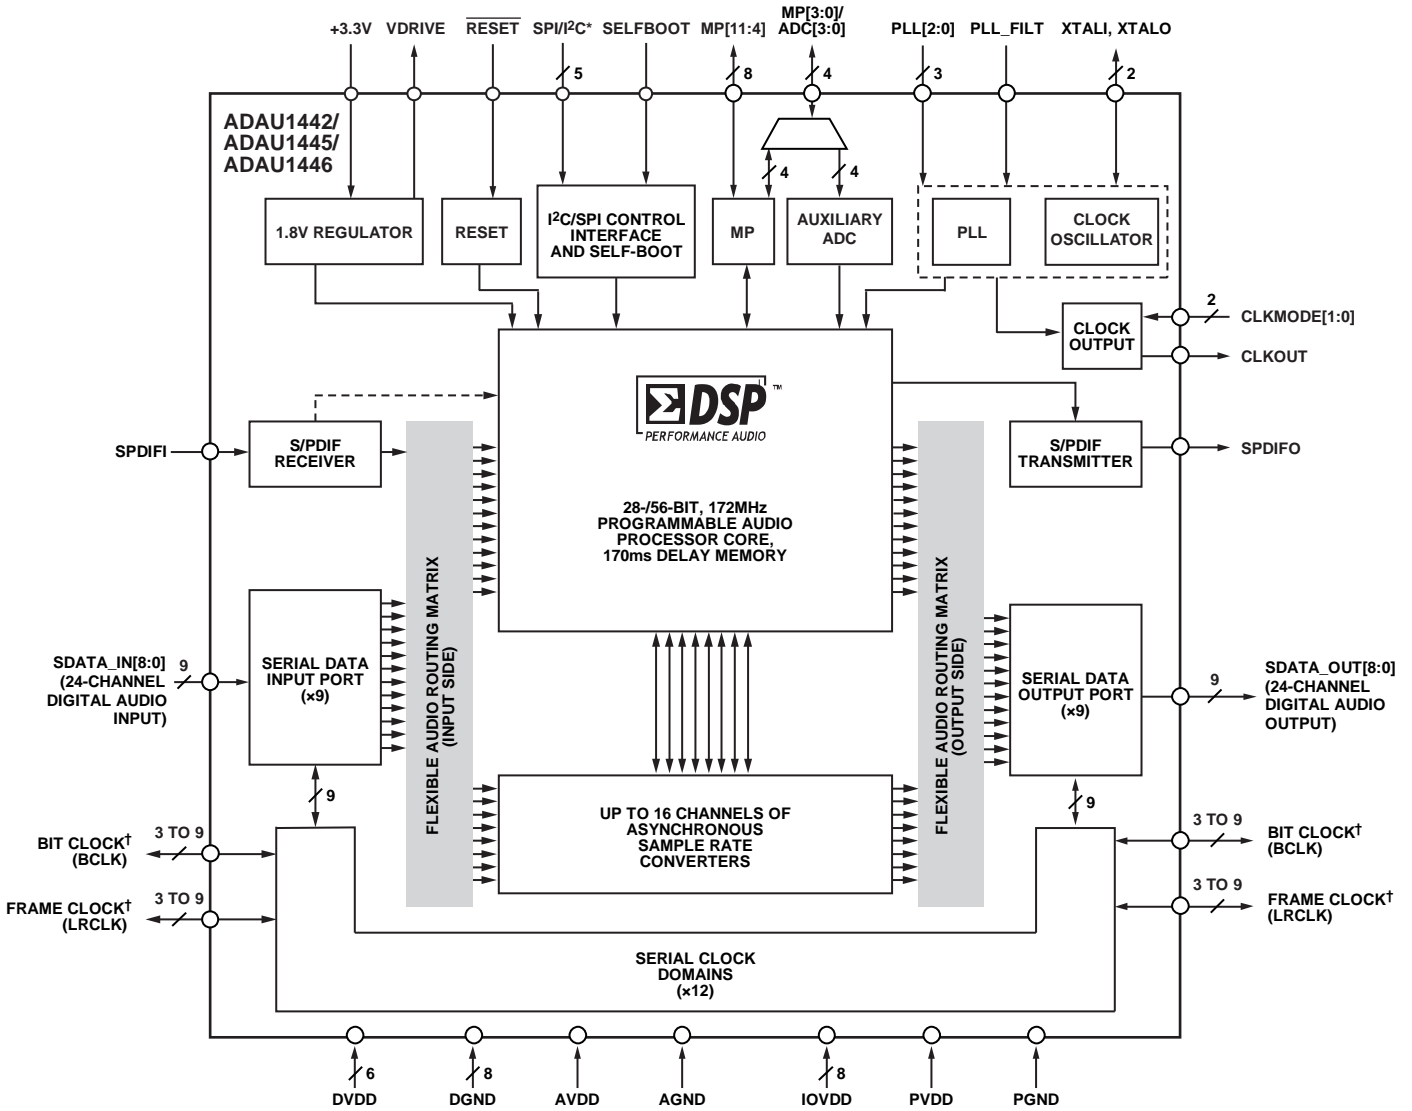 +3.3V VDRIVE RESET SPI/I²C* SELFBOOT MP[11:4] MP[3:0]/
ADC[3:0] PLL[2:0] PLL_FILT XTALI, XTALO
5 8 4 3 2
ADAU1442/
ADAU1445/
ADAU1446
4 4
1.8V REGULATOR
RESET
I²C/SPI CONTROL
INTERFACE
AND SELF-BOOT
MP
AUXILIARY
ADC
PLL
CLOCK
OSCILLATOR
CLOCK
OUTPUT
2
CLKMODE[1:0]
CLKOUT
ΣDSP ™
PERFORMANCE AUDIO
SPDIFI
S/PDIF
RECEIVER
S/PDIF
TRANSMITTER
SPDIFO
28-/56-BIT, 172MHz
PROGRAMMABLE AUDIO
PROCESSOR CORE,
170ms DELAY MEMORY
FLEXIBLE AUDIO ROUTING MATRIX
(INPUT SIDE)
FLEXIBLE AUDIO ROUTING MATRIX
(OUTPUT SIDE)
SDATA_IN[8:0]
(24-CHANNEL
DIGITAL AUDIO
INPUT)
9
SERIAL DATA
INPUT PORT
(×9)
SERIAL DATA
OUTPUT PORT
(×9)
9
SDATA_OUT[8:0]
(24-CHANNEL
DIGITAL AUDIO
OUTPUT)
9
9
UP TO 16 CHANNELS OF
ASYNCHRONOUS
SAMPLE RATE
CONVERTERS
BIT CLOCK†
(BCLK)
3 TO 9
3 TO 9
BIT CLOCK†
(BCLK)
FRAME CLOCK†
(LRCLK)
3 TO 9
3 TO 9
FRAME CLOCK†
(LRCLK)
SERIAL CLOCK
DOMAINS
(×12)
6 8 8
DVDD DGND AVDD AGND IOVDD PVDD PGND